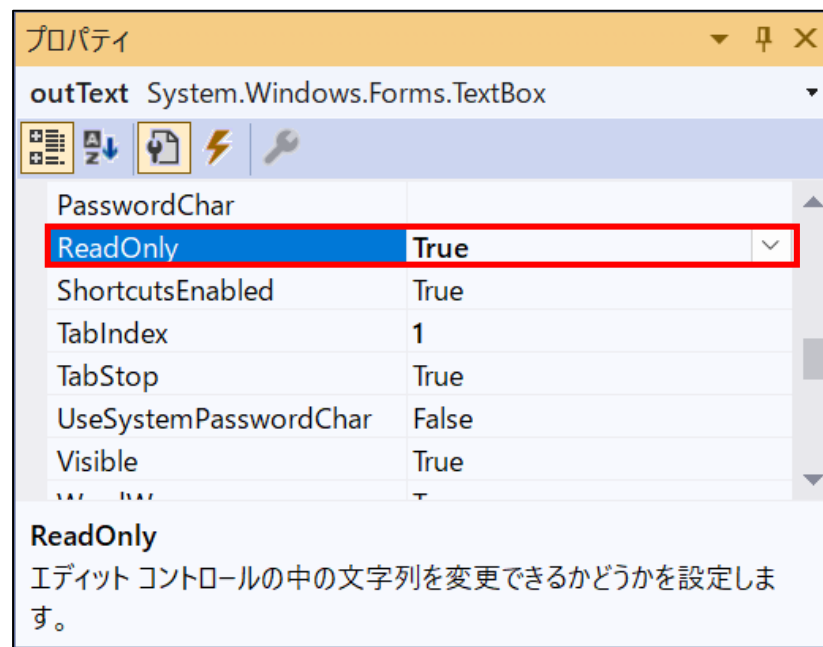 プロパティ
outText System.Windows.Forms.TextBox
PasswordChar
ReadOnly True
ShortcutsEnabled True
TabIndex 1
TabStop True
UseSystemPasswordChar False
Visible True
ReadOnly
エディット コントロールの中の文字列を変更できるかどうかを設定しま
す。